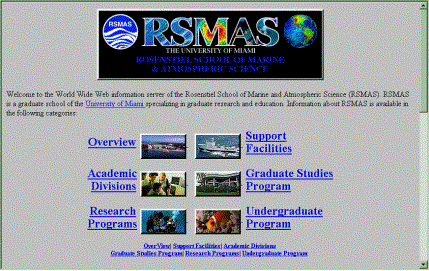 RSMAS
RSMAS
THE UNIVERSITY OF MIAMI
ROSENSTIEL SCHOOL OF MARINE
& ATMOSPHERIC SCIENCE
Welcome to the World Wide Web information server of the Rosenstiel School of Marine and Atmospheric Science (RSMAS). RSMAS
is a graduate school of the University of Miami specializing in graduate research and education. Information about RSMAS is available in
the following categories:
Overview
Support
Facilities
Academic
Divisions
Graduate Studies
Program
Research
Programs
Undergraduate
Program
OverView| Support Facilities| Academic Divisions
Graduate Studies Program| Research Programs| Undergraduate Program